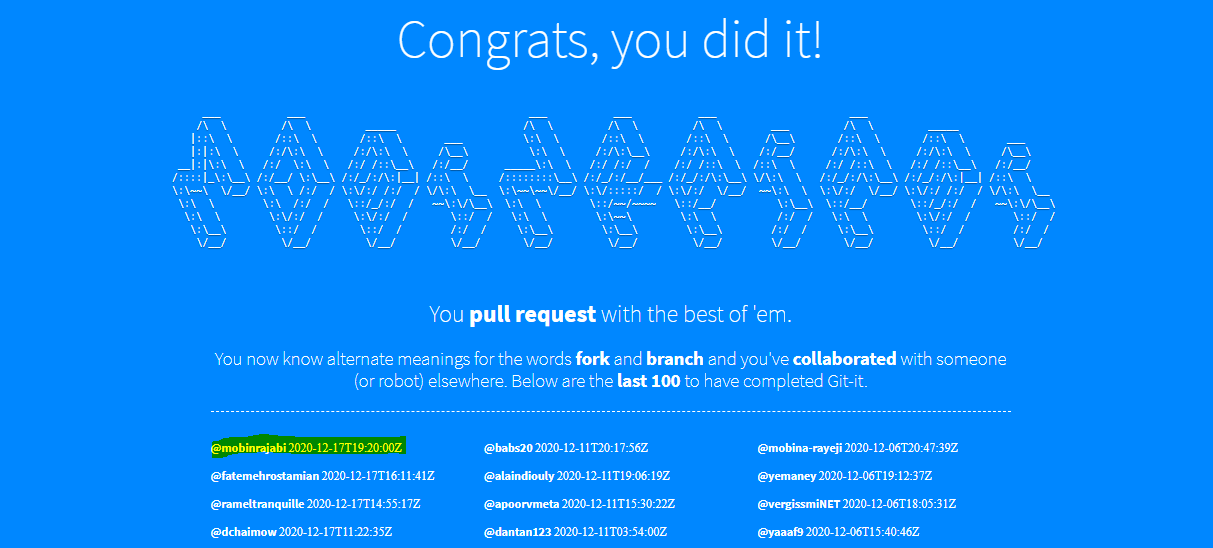 Congrats, you did it!
You pull request with the best of 'em.
You now know alternate meanings for the words fork and branch and you've collaborated with someone
(or robot) elsewhere. Below are the last 100 to have completed Git-it.
@mobinrajabi 2020-12-17T19:20:00Z @babs20 2020-12-11T20:17:56Z @mobina-rayeji 2020-12-06T20:47:39Z
@fatemehrostamian 2020-12-17T16:11:41Z @alaindiouly 2020-12-11T19:06:19Z @yemaney 2020-12-06T19:12:37Z
@rameltranquille 2020-12-17T14:55:17Z @apoorvmeta 2020-12-11T15:30:22Z @vergissmiNET 2020-12-06T18:05:31Z
@dchaimow 2020-12-17T11:22:35Z @dantan123 2020-12-11T03:54:00Z @yaaaf9 2020-12-06T15:40:46Z